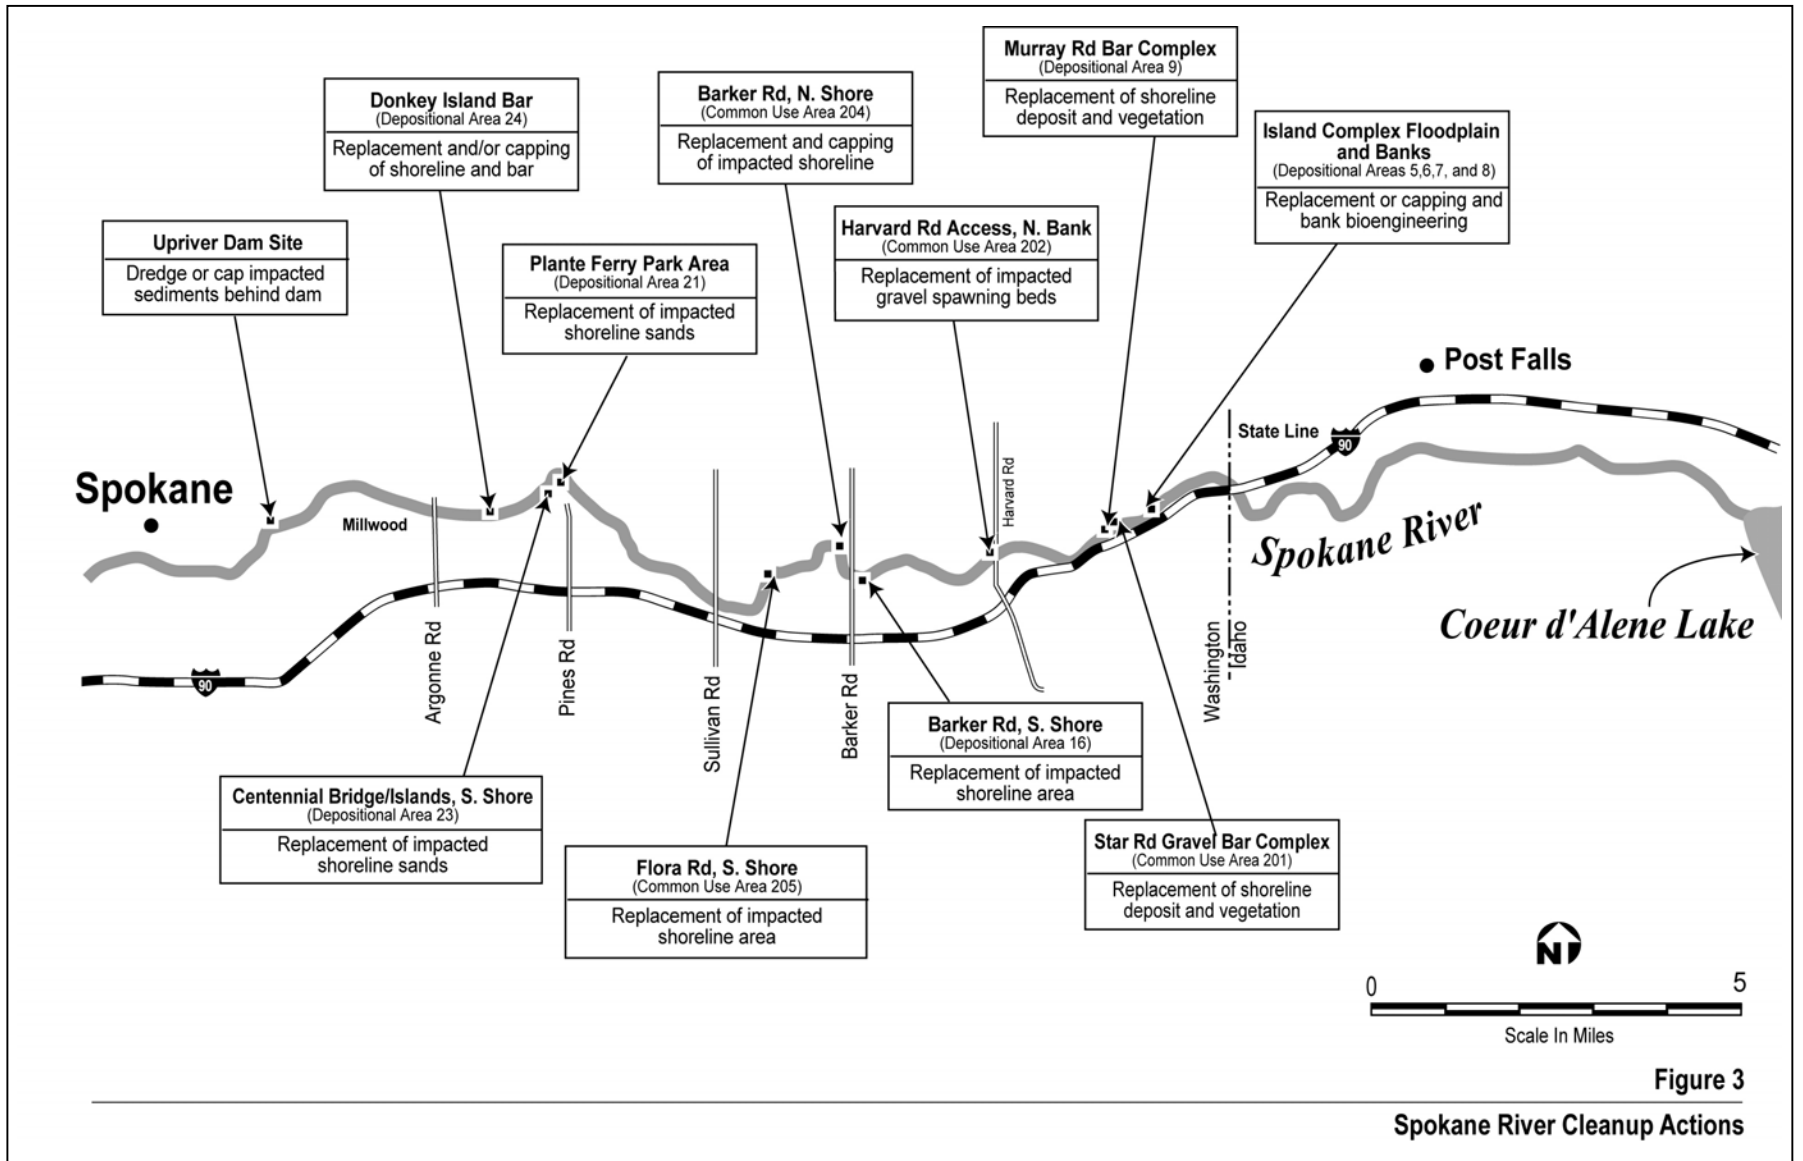 Murray Rd Bar Complex
(Depositional Area 9)
Replacement of shoreline
deposit and vegetation
Donkey Island Bar
(Depositional Area 24)
Replacement and/or capping
of shoreline and bar
Barker Rd, N. Shore
(Common Use Area 204)
Replacement and capping
of impacted shoreline
Island Complex Floodplain
and Banks
(Depositional Areas 5,6,7, and 8)
Replacement or capping and
bank bioengineering
Upriver Dam Site
Dredge or cap impacted
sediments behind dam
Plante Ferry Park Area
(Depositional Area 21)
Replacement of impacted
shoreline sands
Harvard Rd Access, N. Bank
(Common Use Area 202)
Replacement of impacted
gravel spawning beds
Post Falls
State Line
90
Spokane
Millwood
Harvard Rd
Spokane River
Coeur d'Alene Lake
90
Argonne Rd
Pines Rd
Sullivan Rd
Barker Rd
Washington
Idaho
Barker Rd, S. Shore
(Depositional Area 16)
Replacement of impacted
shoreline area
Centennial Bridge/Islands, S. Shore
(Depositional Area 23)
Replacement of impacted
shoreline sands
Flora Rd, S. Shore
(Common Use Area 205)
Replacement of impacted
shoreline area
Star Rd Gravel Bar Complex
(Common Use Area 201)
Replacement of shoreline
deposit and vegetation
N
0 5
Scale In Miles
Figure 3
Spokane River Cleanup Actions